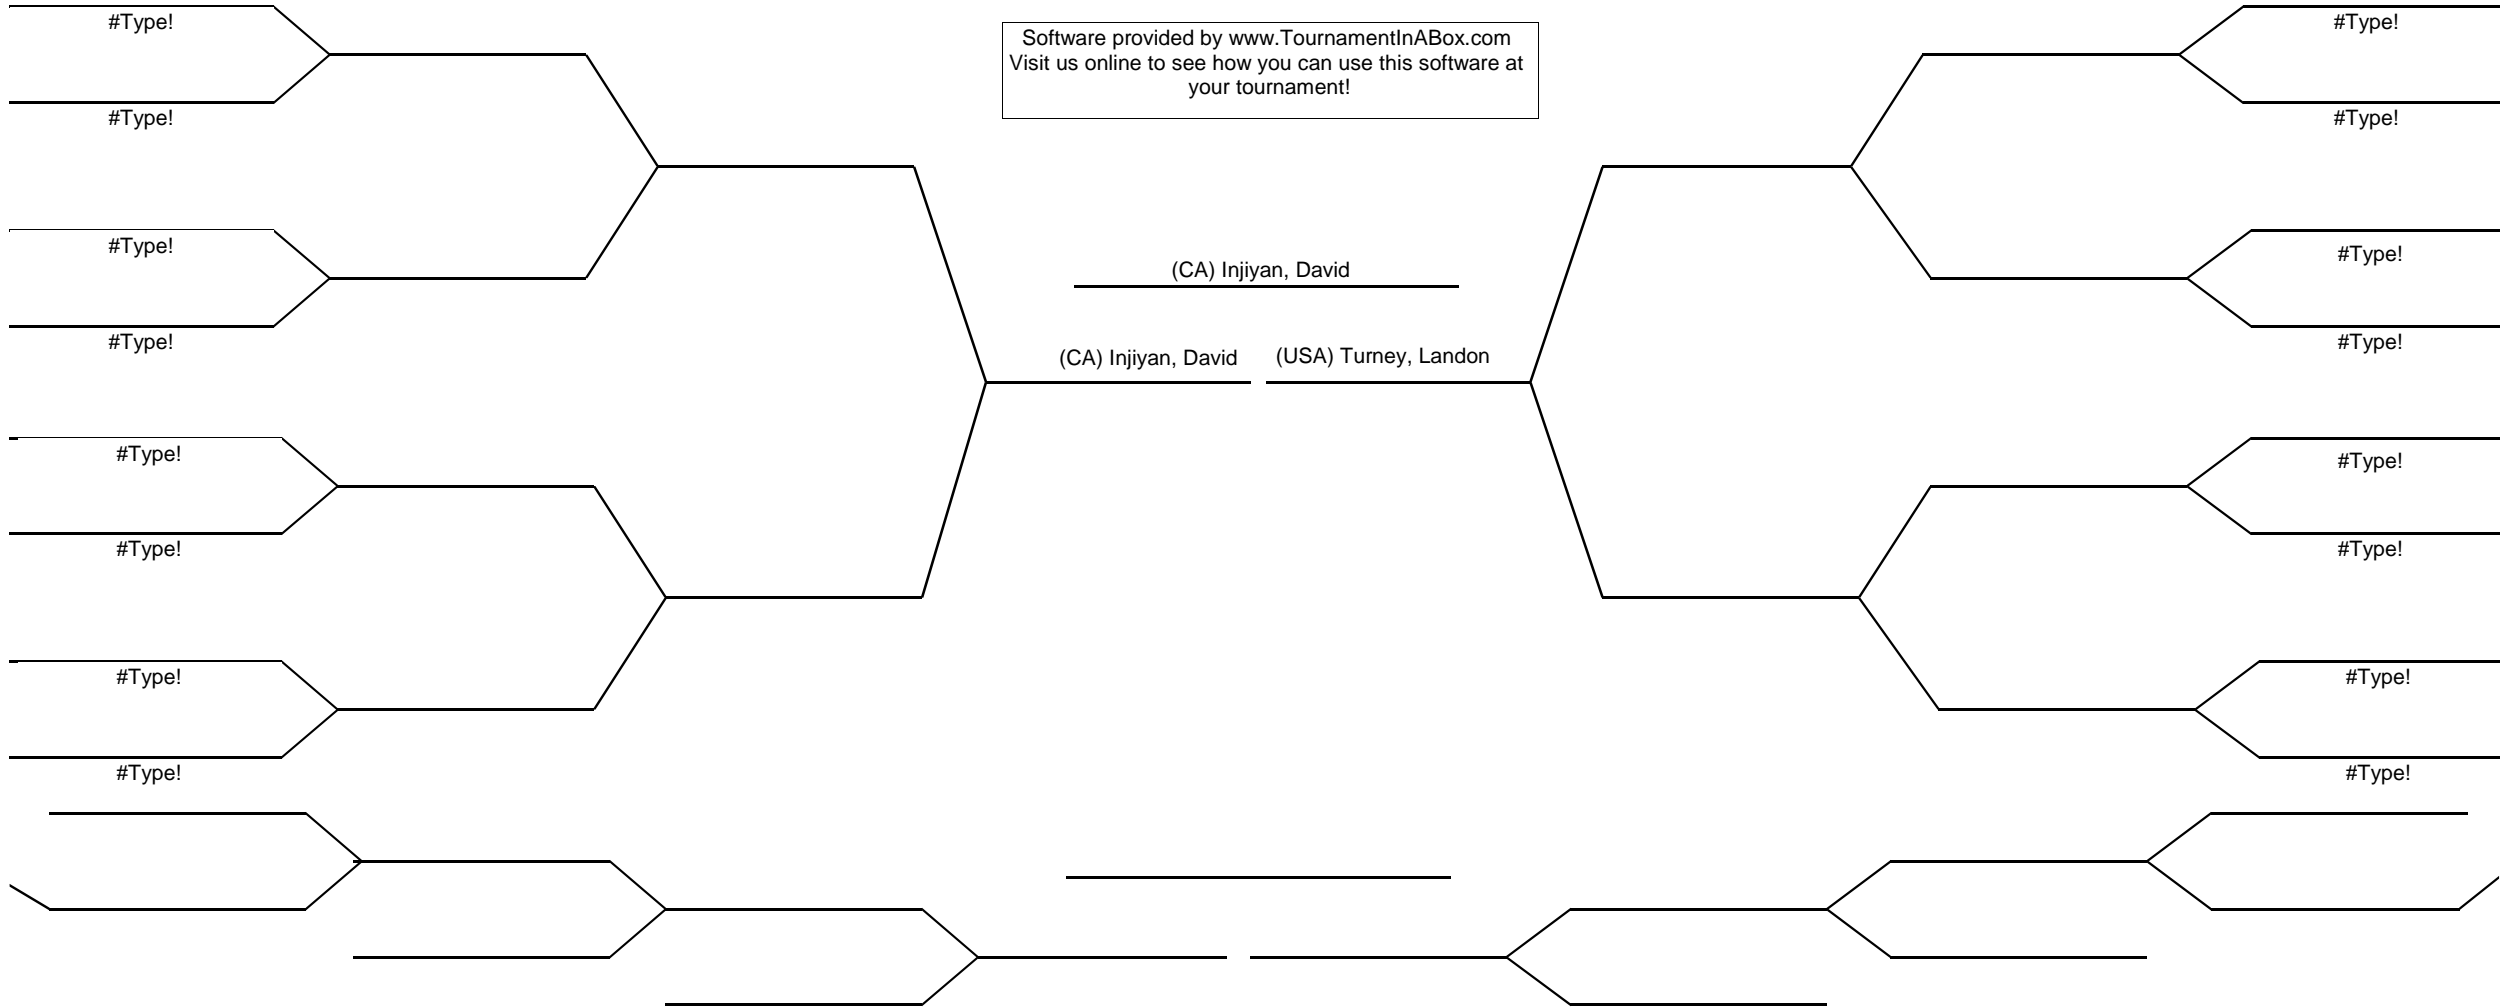 #Type!
#Type!
Software provided by www.TournamentInABox.com
Visit us online to see how you can use this software at
your tournament!
#Type!
#Type!
#Type!
#Type!
(CA) Injiyan, David
(CA) Injiyan, David
(USA) Turney, Landon
#Type!
#Type!
#Type!
#Type!
#Type!
#Type!
#Type!
#Type!
#Type!
#Type!